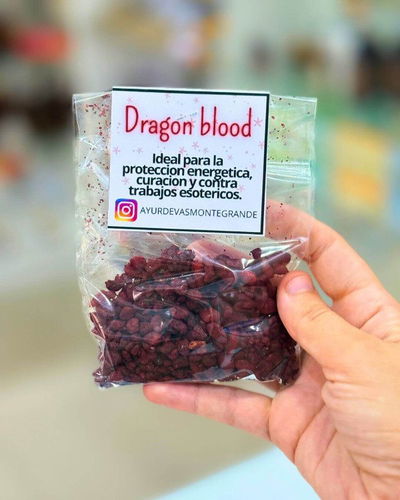 Dragon blood
Ideal para la
proteccion energetica,
curacion y contra
trabajos esotericos.
AYURDEVASMONTEGRANDE